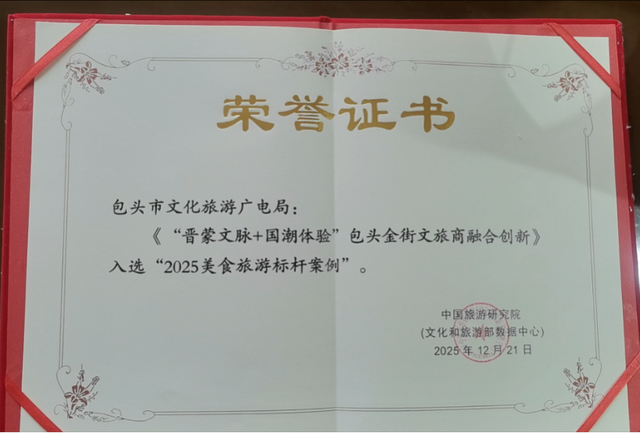 荣誉证书
包头市文化旅游广电局：
《“晋蒙文脉+国潮体验”包头金街文旅商融合创新》
入选“2025美食旅游标杆案例”。
中国旅游研究院
(文化和旅游部数据中心)
2025年12月21日